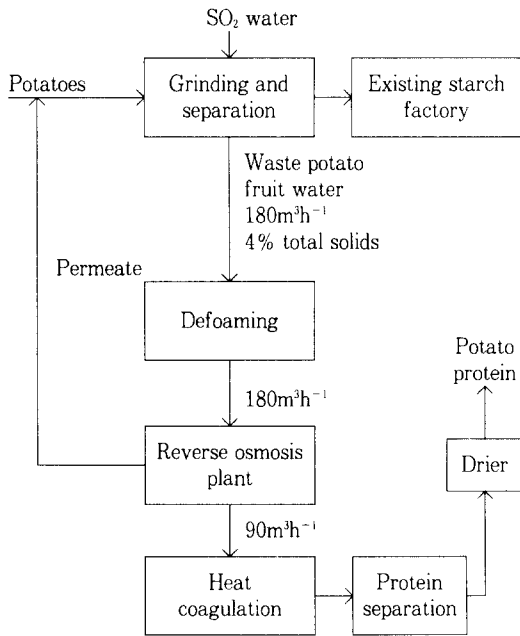 SO₂ water
Potatoes
Grinding and
separation
Existing starch
factory
Waste potato
fruit water
180m³h⁻¹
4% total solids
Permeate
Defoaming
180m³h⁻¹
Potato
protein
Reverse osmosis
plant
Drier
90m³h⁻¹
Heat
coagulation
Protein
separation